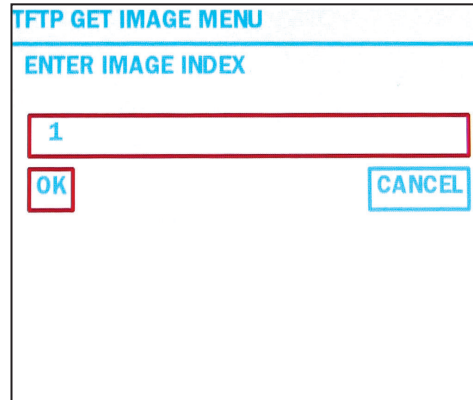 TFTP GET IMAGE MENU
ENTER IMAGE INDEX
1
OK CANCEL